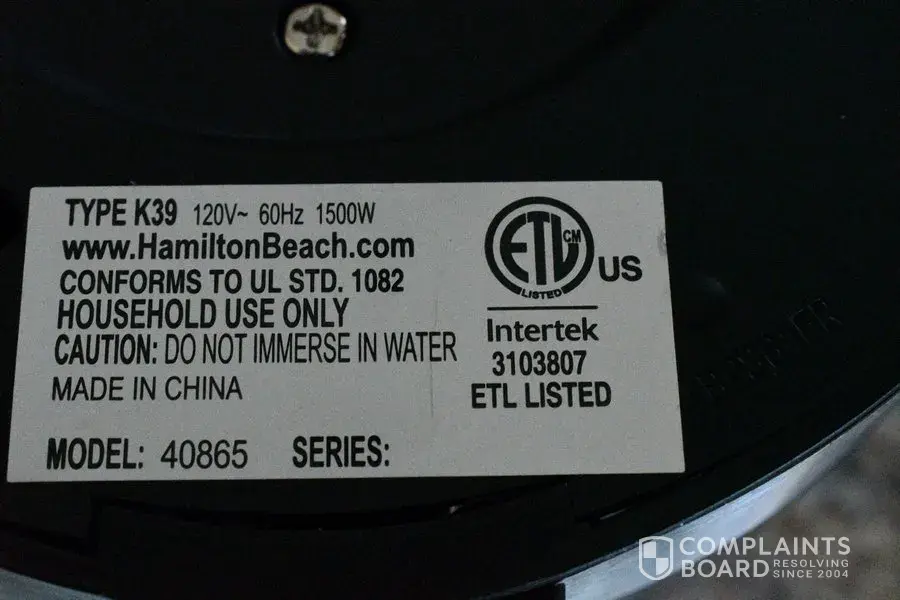 TYPE K39 120V~ 60Hz 1500W
www.HamiltonBeach.com
CONFORMS TO UL STD. 1082
HOUSEHOLD USE ONLY
CAUTION: DO NOT IMMERSE IN WATER
MADE IN CHINA
MODEL: 40865 SERIES:
ETL CM
LISTED
US
Intertek
3103807
ETL LISTED
COMPLAINTS
BOARD RESOLVING
SINCE 2004